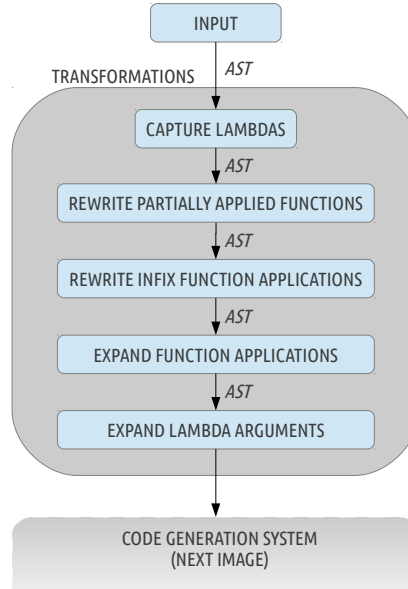 INPUT
AST
TRANSFORMATIONS
CAPTURE LAMBDAS
AST
REWRITE PARTIALLY APPLIED FUNCTIONS
AST
REWRITE INFIX FUNCTION APPLICATIONS
AST
EXPAND FUNCTION APPLICATIONS
AST
EXPAND LAMBDA ARGUMENTS
CODE GENERATION SYSTEM
(NEXT IMAGE)